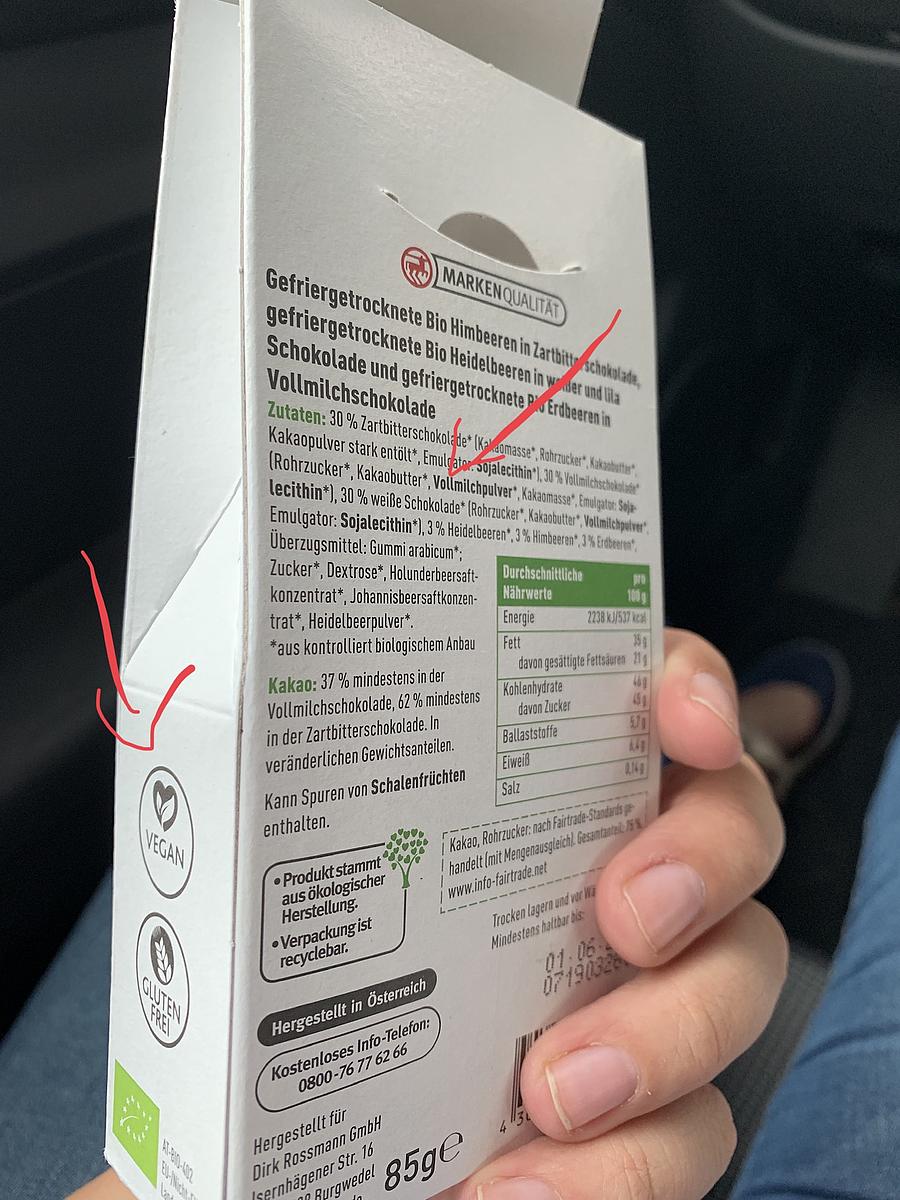 MARKENQUALITÄT
Gefriergetrocknete Bio Himbeeren in Zartbitterschokolade,
gefriergetrocknete Bio Heidelbeeren in weißer und lila
Schokolade und gefriergetrocknete Bio Erdbeeren in
Vollmilchschokolade
Zutaten: 30 % Zartbitterschokolade* (Kakaomasse*, Rohrzucker*, Kakaobutter*,
Kakaopulver stark entölt*, Emulgator: Sojalecithin*), 30 % Vollmilchschokolade*
(Rohrzucker*, Kakaobutter*, Vollmilchpulver*, Kakaomasse*, Emulgator: Soja-
lecithin*), 30 % weiße Schokolade* (Rohrzucker*, Kakaobutter*, Vollmilchpulver*,
Emulgator: Sojalecithin*), 3 % Heidelbeeren*, 3 % Himbeeren*, 3 % Erdbeeren*,
Überzugsmittel: Gummi arabicum*;
Zucker*, Dextrose*, Holunderbeersaft-
konzentrat*, Johannisbeersaftkonzen-
trat*, Heidelbeerpulver*.
*aus kontrolliert biologischem Anbau
Kakao: 37 % mindestens in der
Vollmilchschokolade, 62 % mindestens
in der Zartbitterschokolade. In
veränderlichen Gewichtsanteilen.
Kann Spuren von Schalenfrüchten
enthalten.
Durchschnittliche pro
Nährwerte 100 g
Energie 2238 kJ/537 kcal
Fett 35 g
davon gesättigte Fettsäuren 21 g
Kohlenhydrate 46 g
davon Zucker 45 g
Ballaststoffe 5,7 g
Eiweiß 6,4 g
Salz 0,14 g
Kakao, Rohrzucker: nach Fairtrade-Standards ge-
handelt (mit Mengenausgleich). Gesamtanteil: 75 %.
www.info-fairtrade.net
• Produkt stammt
aus ökologischer
Herstellung.
• Verpackung ist
recyclebar.
Trocken lagern und vor
Mindestens haltbar bis:
01.06.
Hergestellt in Österreich
Kostenloses Info-Telefon:
0800-76 77 62 66
Hergestellt für
Dirk Rossmann GmbH
Isernhägener Str. 16
Burgwedel
85g e
VEGAN
GLUTEN
FREI
AT-BIO-402